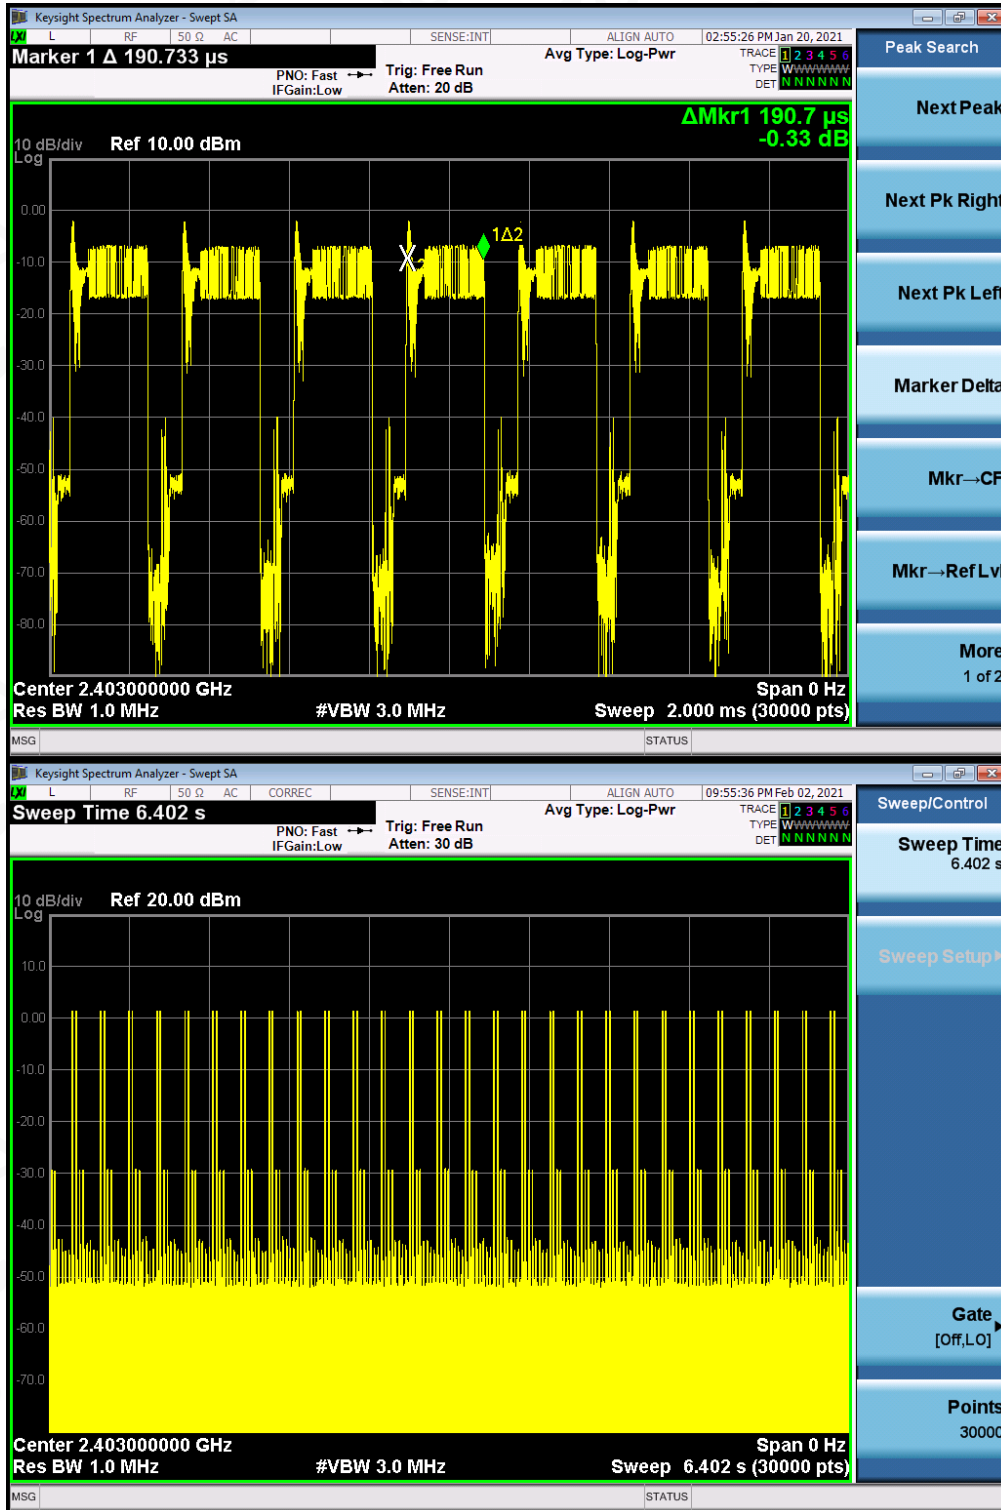 Keysight Spectrum Analyzer - Swept SA
LXI L RF 50 Ω AC SENSE:INT ALIGN AUTO 02:55:26 PM Jan 20, 2021
Marker 1 Δ 190.733 µs
PNO: Fast
IFGain:Low
Trig: Free Run
Atten: 20 dB
Avg Type: Log-Pwr
TRACE 1 2 3 4 5 6
TYPE WWWWWW
DET N N N N N N
ΔMkr1 190.7 µs
-0.33 dB
10 dB/div Ref 10.00 dBm
Log
0.00
-10.0
-20.0
-30.0
-40.0
-50.0
-60.0
-70.0
-80.0
1Δ2
Center 2.403000000 GHz Span 0 Hz
Res BW 1.0 MHz #VBW 3.0 MHz Sweep 2.000 ms (30000 pts)
MSG STATUS
Peak Search
Next Peak
Next Pk Right
Next Pk Left
Marker Delta
Mkr→CF
Mkr→Ref Lvl
More
1 of 2
Keysight Spectrum Analyzer - Swept SA
LXI L RF 50 Ω AC CORREC SENSE:INT ALIGN AUTO 09:55:36 PM Feb 02, 2021
Sweep Time 6.402 s
PNO: Fast
IFGain:Low
Trig: Free Run
Atten: 30 dB
Avg Type: Log-Pwr
TRACE 1 2 3 4 5 6
TYPE WWWWWW
DET N N N N N N
10 dB/div Ref 20.00 dBm
Log
10.0
0.00
-10.0
-20.0
-30.0
-40.0
-50.0
-60.0
-70.0
Center 2.403000000 GHz Span 0 Hz
Res BW 1.0 MHz #VBW 3.0 MHz Sweep 6.402 s (30000 pts)
MSG STATUS
Sweep/Control
Sweep Time
6.402 s
Sweep Setup
Gate
[Off,LO]
Points
30000